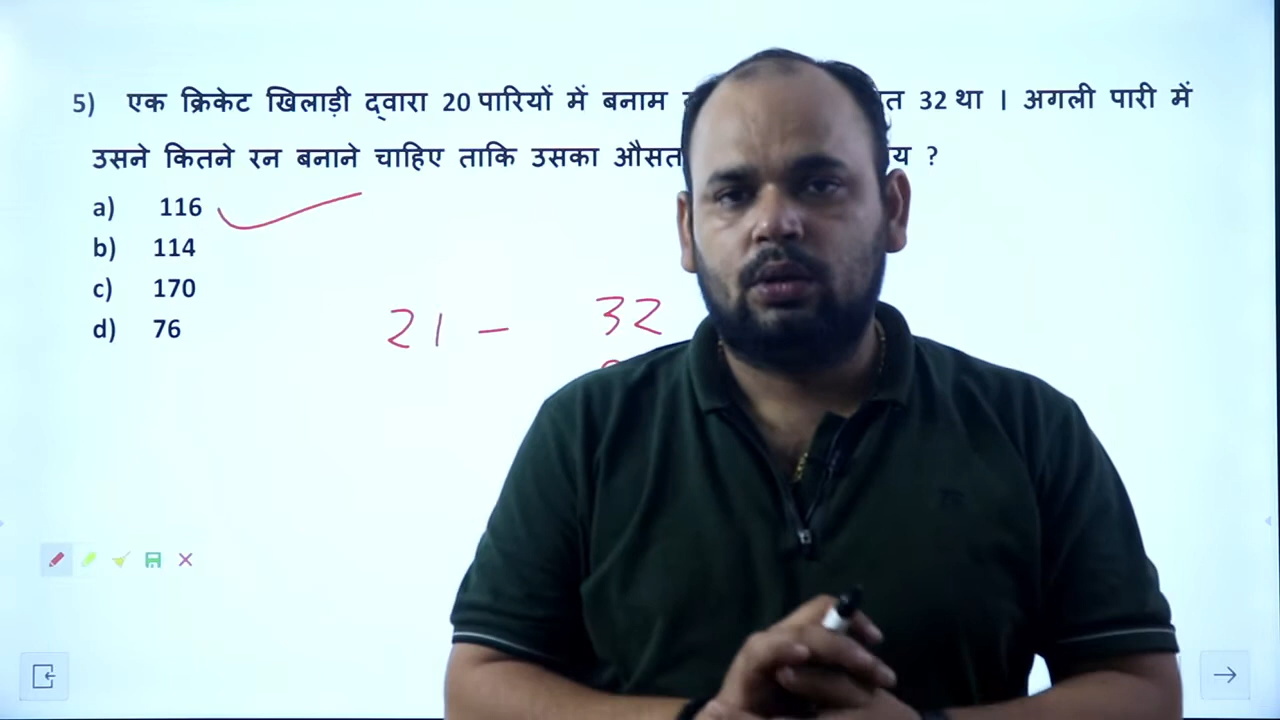 5) एक क्रिकेट खिलाड़ी द्वारा 20 पारियों में बनाम 32 था । अगली पारी में
उसने कितने रन बनाने चाहिए ताकि उसका औसत ?
a) 116
b) 114
c) 170
d) 76
21 – 32